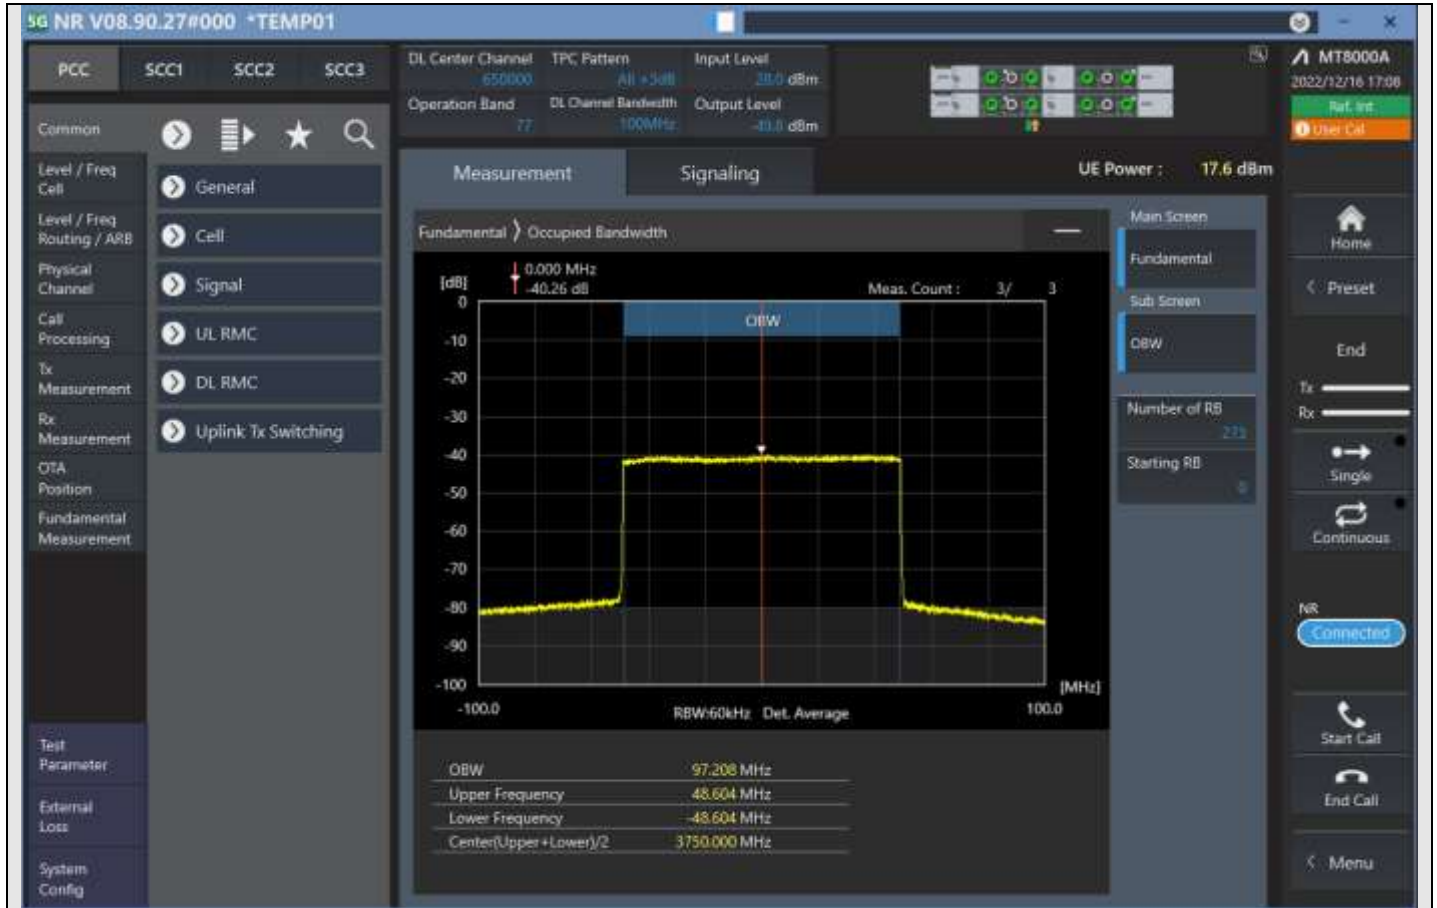 5G NR V08.90.27#000 *TEMP01
PCC SCC1 SCC2 SCC3
Common
Level / Freq
Cell
Level / Freq
Routing / ARB
Physical
Channel
Call
Processing
Tx
Measurement
Rx
Measurement
OTA
Position
Fundamental
Measurement
Test
Parameter
External
Loss
System
Config
General
Cell
Signal
UL RMC
DL RMC
Uplink Tx Switching
DL Center Channel TPC Pattern Input Level
650000 All +3dB 28.0 dBm
Operation Band DL Channel Bandwidth Output Level
77 100MHz dBm
Measurement Signaling
UE Power : 17.6 dBm
Fundamental Occupied Bandwidth
0.000 MHz
-40.26 dB
Meas. Count : 3/ 3
[dB]
0
-10
-20
-30
-40
-50
-60
-70
-80
-90
-100
OBW
[MHz]
-100.0 RBW:60kHz Det. Average 100.0
OBW 97.208 MHz
Upper Frequency 48.604 MHz
Lower Frequency -48.604 MHz
Center(Upper+Lower)/2 3750.000 MHz
Main Screen
Fundamental
Sub Screen
OBW
Number of RB
273
Starting RB
0
MT8000A
2022/12/16 17:08
Ref. Int.
User Cal
Home
Preset
End
Tx
Rx
Single
Continuous
NR
Connected
Start Call
End Call
Menu